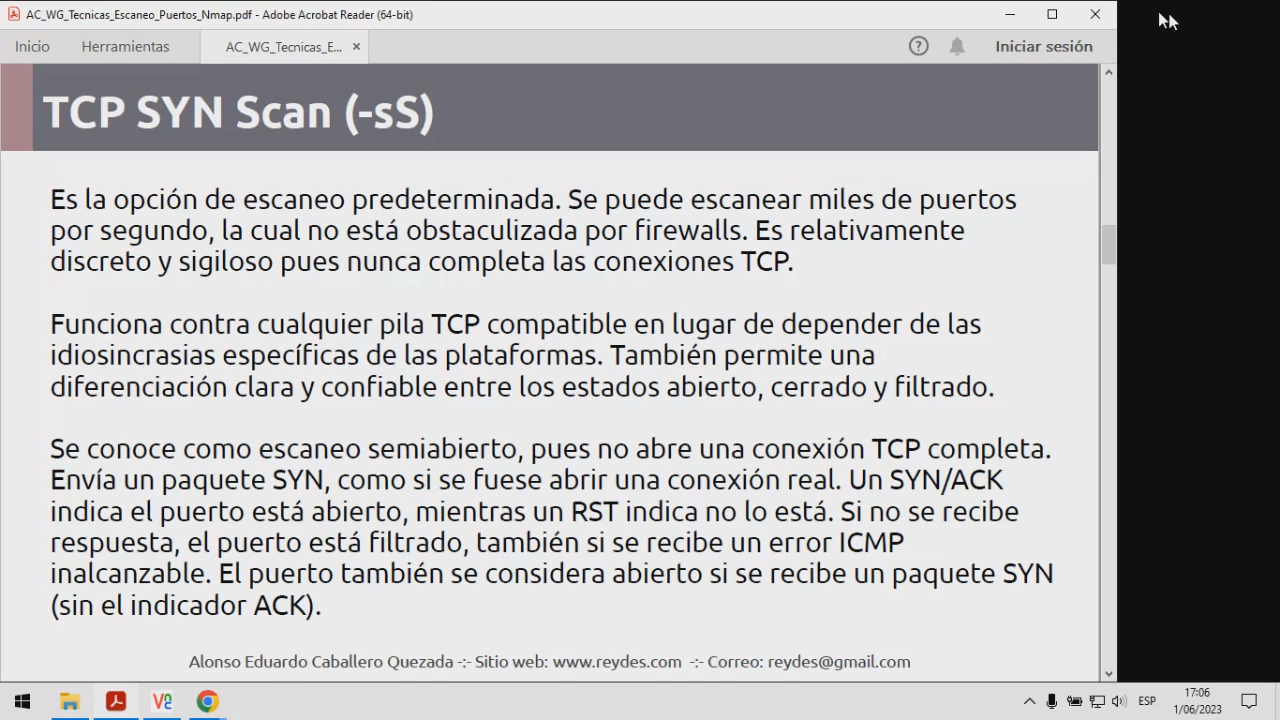 AC_WG_Tecnicas_Escaneo_Puertos_Nmap.pdf - Adobe Acrobat Reader (64-bit)
Inicio Herramientas AC_WG_Tecnicas_E... × ? Iniciar sesión
TCP SYN Scan (-sS)
Es la opción de escaneo predeterminada. Se puede escanear miles de puertos
por segundo, la cual no está obstaculizada por firewalls. Es relativamente
discreto y sigiloso pues nunca completa las conexiones TCP.
Funciona contra cualquier pila TCP compatible en lugar de depender de las
idiosincrasias específicas de las plataformas. También permite una
diferenciación clara y confiable entre los estados abierto, cerrado y filtrado.
Se conoce como escaneo semiabierto, pues no abre una conexión TCP completa.
Envía un paquete SYN, como si se fuese abrir una conexión real. Un SYN/ACK
indica el puerto está abierto, mientras un RST indica no lo está. Si no se recibe
respuesta, el puerto está filtrado, también si se recibe un error ICMP
inalcanzable. El puerto también se considera abierto si se recibe un paquete SYN
(sin el indicador ACK).
Alonso Eduardo Caballero Quezada -:- Sitio web: www.reydes.com -:- Correo: reydes@gmail.com
ESP
17:06
1/06/2023